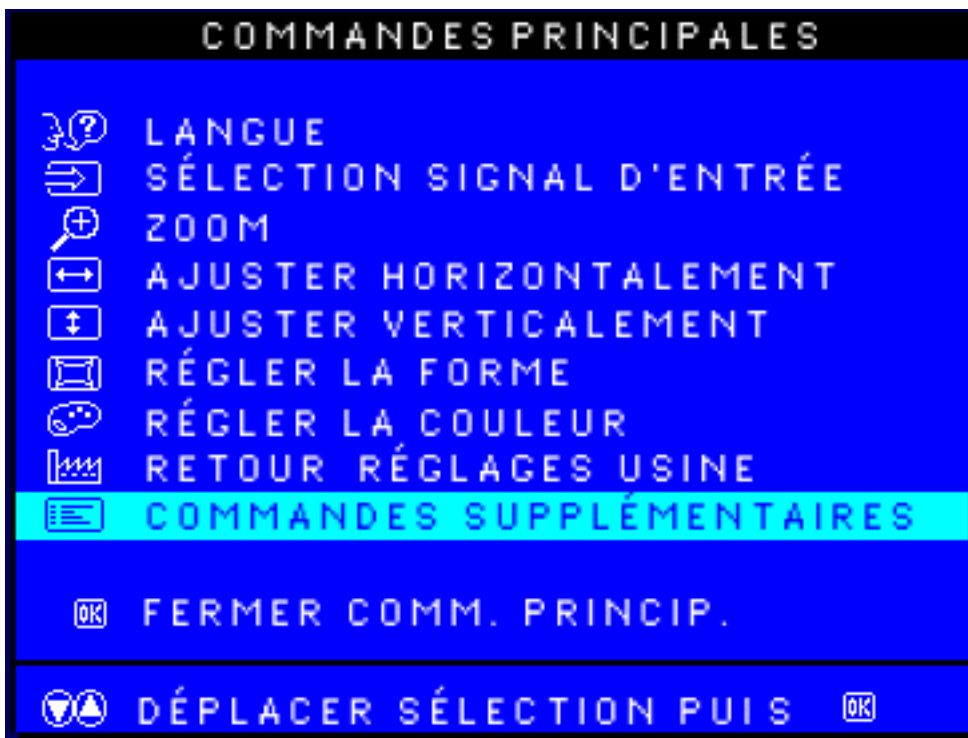 COMMANDES PRINCIPALES
? LANGUE
SÉLECTION SIGNAL D'ENTRÉE
ZOOM
AJUSTER HORIZONTALEMENT
AJUSTER VERTICALEMENT
RÉGLER LA FORME
RÉGLER LA COULEUR
RETOUR RÉGLAGES USINE
COMMANDES SUPPLÉMENTAIRES
OK FERMER COMM. PRINCIP.
DÉPLACER SÉLECTION PUIS OK